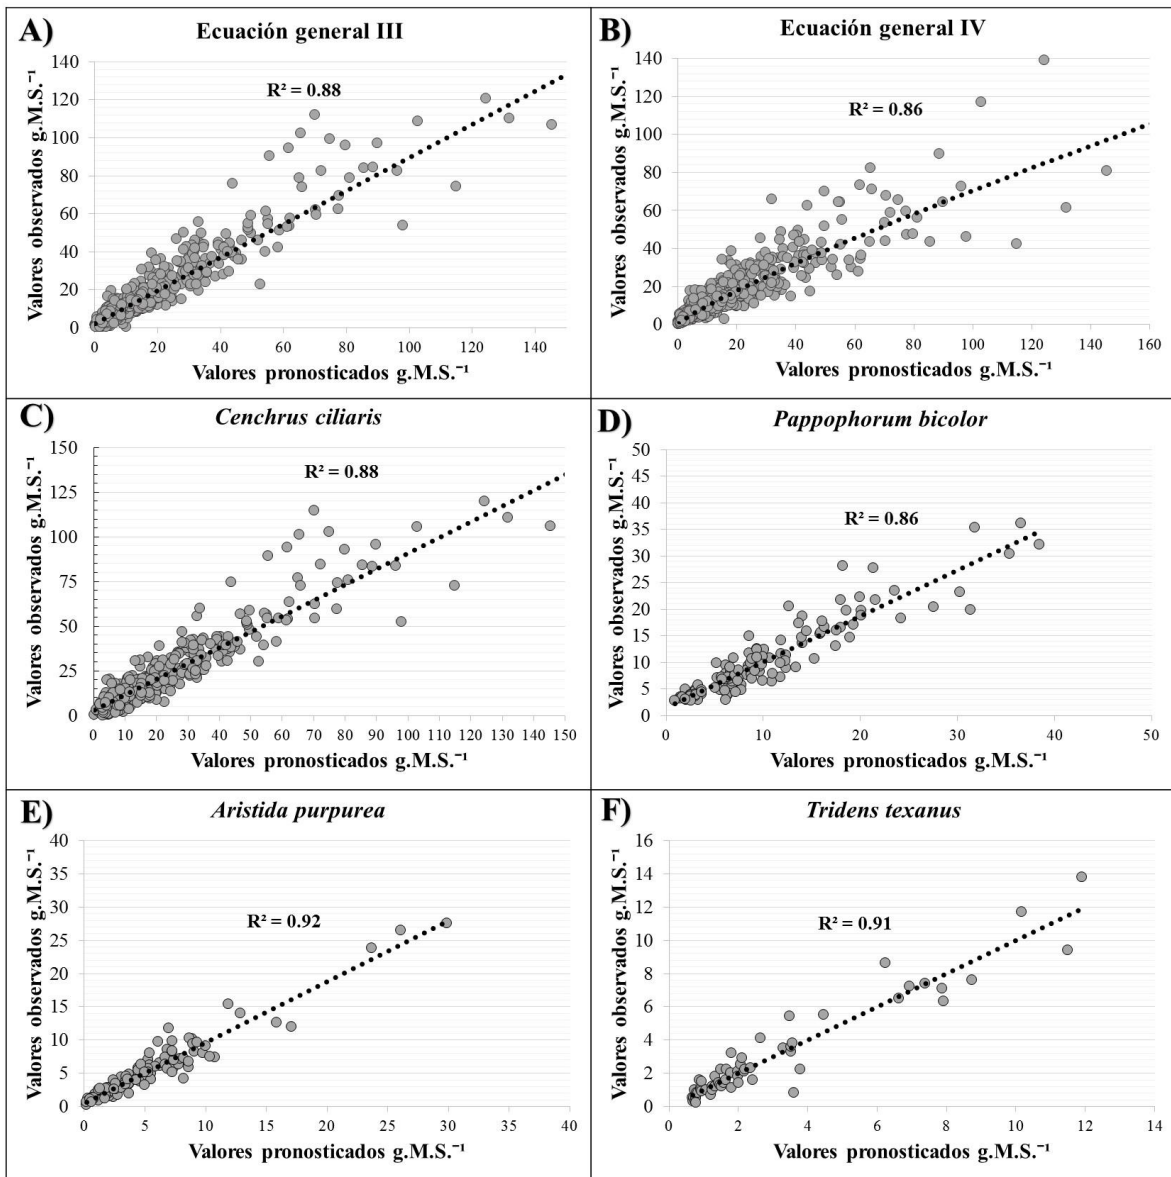 A)
Ecuación general III
R² = 0.88
Valores observados g.M.S.⁻¹
140
120
100
80
60
40
20
0
0 20 40 60 80 100 120 140
Valores pronosticados g.M.S.⁻¹
B)
Ecuación general IV
R² = 0.86
Valores observados g.M.S.⁻¹
140
120
100
80
60
40
20
0
0 20 40 60 80 100 120 140 160
Valores pronosticados g.M.S.⁻¹
C)
Cenchrus ciliaris
R² = 0.88
Valores observados g.M.S.⁻¹
150
125
100
75
50
25
0
0 10 20 30 40 50 60 70 80 90 100 110 120 130 140 150
Valores pronosticados g.M.S.⁻¹
D)
Pappophorum bicolor
R² = 0.86
Valores observados g.M.S.⁻¹
50
45
40
35
30
25
20
15
10
5
0
0 10 20 30 40 50
Valores pronosticados g.M.S.⁻¹
E)
Aristida purpurea
R² = 0.92
Valores observados g.M.S.⁻¹
40
35
30
25
20
15
10
5
0
0 5 10 15 20 25 30 35 40
Valores pronosticados g.M.S.⁻¹
F)
Tridens texanus
R² = 0.91
Valores observados g.M.S.⁻¹
16
14
12
10
8
6
4
2
0
0 2 4 6 8 10 12 14
Valores pronosticados g.M.S.⁻¹